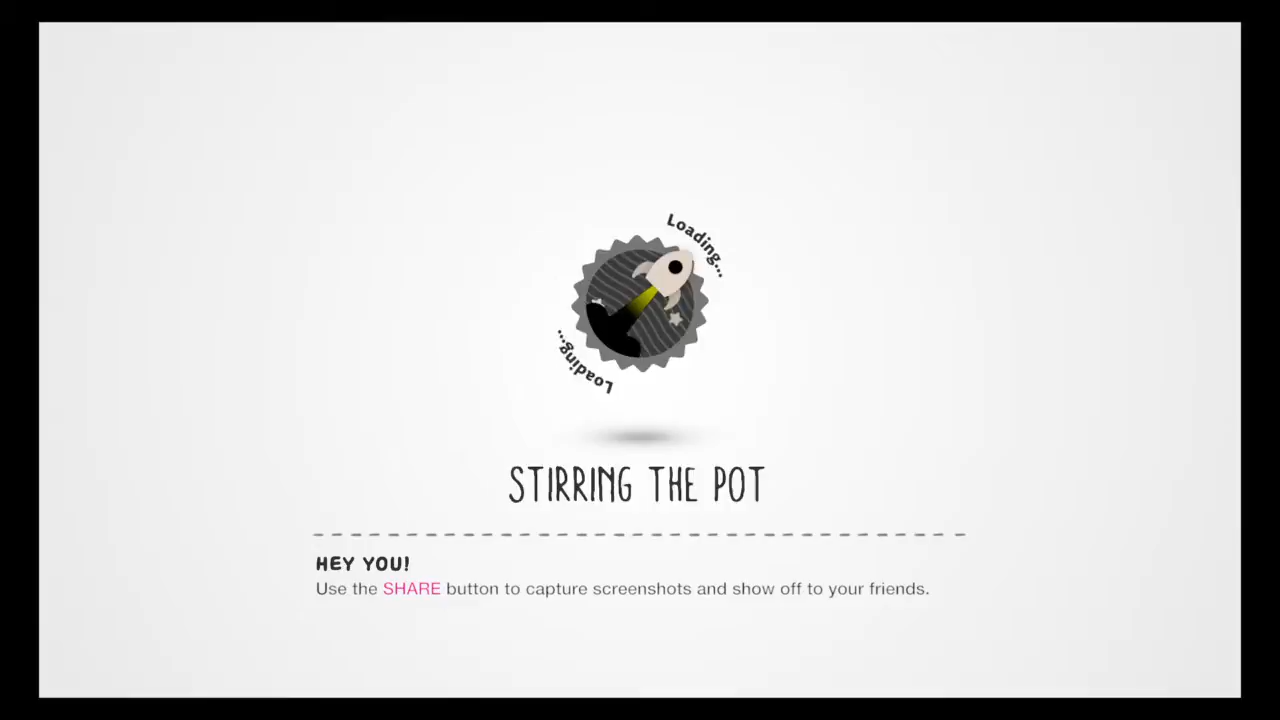 Loading...
Loading...
STIRRING THE POT
HEY YOU!
Use the SHARE button to capture screenshots and show off to your friends.